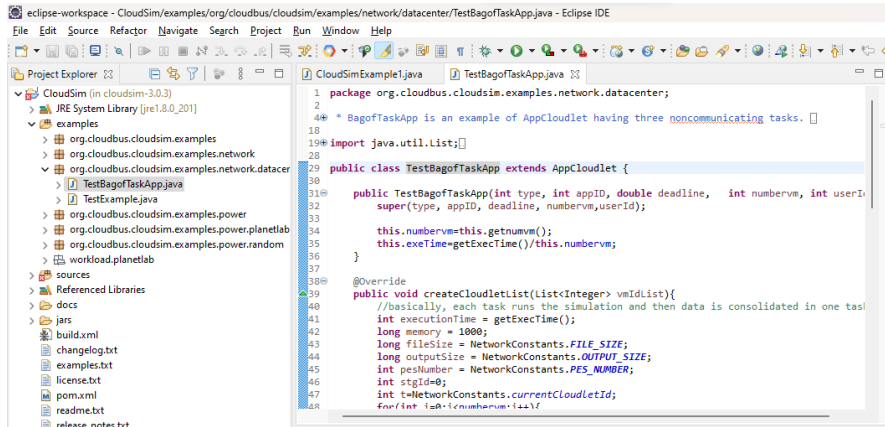 eclipse-workspace - CloudSim/examples/org/cloudbus/cloudsim/examples/network/datacenter/TestBagofTaskApp.java - Eclipse IDE
File Edit Source Refactor Navigate Search Project Run Window Help
Project Explorer
CloudSim (in cloudsim-3.0.3)
JRE System Library [jre1.8.0_201]
examples
org.cloudbus.cloudsim.examples
org.cloudbus.cloudsim.examples.network
org.cloudbus.cloudsim.examples.network.datacer
TestBagofTaskApp.java
TestExample.java
org.cloudbus.cloudsim.examples.power
org.cloudbus.cloudsim.examples.power.planetlab
org.cloudbus.cloudsim.examples.power.random
workload.planetlab
sources
Referenced Libraries
docs
jars
build.xml
changelog.txt
examples.txt
license.txt
pom.xml
readme.txt
release_notes.txt
CloudSimExample1.java TestBagofTaskApp.java
1 package org.cloudbus.cloudsim.examples.network.datacenter;
2
4 * BagofTaskApp is an example of AppCloudlet having three noncommunicating tasks.
18
19 import java.util.List;
28
29 public class TestBagofTaskApp extends AppCloudlet {
30
31 public TestBagofTaskApp(int type, int appID, double deadline, int numbervm, int userI
32 super(type, appID, deadline, numbervm,userId);
33
34 this.numbervm=this.getnumvm();
35 this.exeTime=getExecTime()/this.numbervm;
36 }
37
38 @Override
39 public void createCloudletList(List<Integer> vmIdList){
40 //basically, each task runs the simulation and then data is consolidated in one tas
41 int executionTime = getExecTime();
42 long memory = 1000;
43 long fileSize = NetworkConstants.FILE_SIZE;
44 long outputSize = NetworkConstants.OUTPUT_SIZE;
45 int pesNumber = NetworkConstants.PES_NUMBER;
46 int stgId=0;
47 int t=NetworkConstants.currentCloudletId;
48 for(int i=0;i<numbervm;i++){